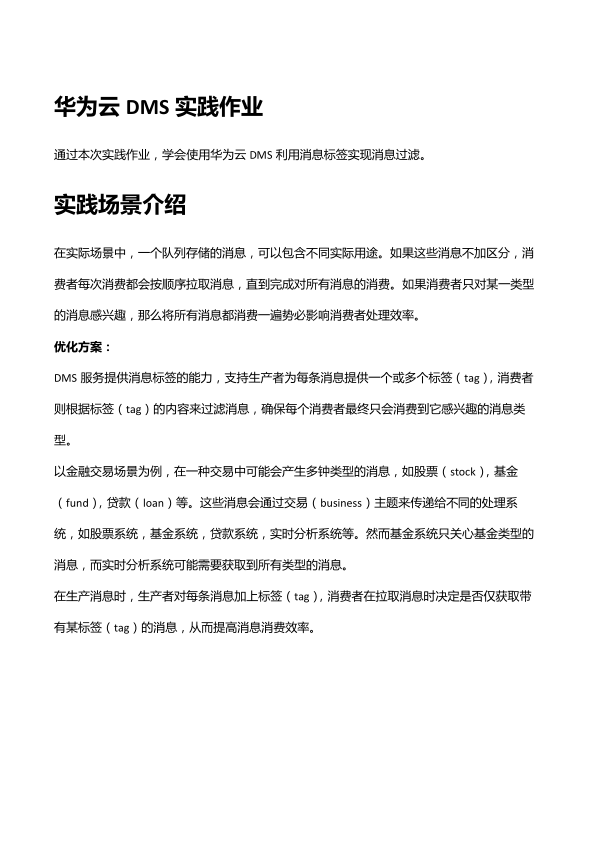 华为云 DMS 实践作业
通过本次实践作业，学会使用华为云 DMS 利用消息标签实现消息过滤。
实践场景介绍
在实际场景中，一个队列存储的消息，可以包含不同实际用途。如果这些消息不加区分，消
费者每次消费都会按顺序拉取消息，直到完成对所有消息的消费。如果消费者只对某一类型
的消息感兴趣，那么将所有消息都消费一遍势必影响消费者处理效率。
优化方案：
DMS 服务提供消息标签的能力，支持生产者为每条消息提供一个或多个标签（tag），消费者
则根据标签（tag）的内容来过滤消息，确保每个消费者最终只会消费到它感兴趣的消息类
型。
以金融交易场景为例，在一种交易中可能会产生多钟类型的消息，如股票（stock），基金
（fund），贷款（loan）等。这些消息会通过交易（business）主题来传递给不同的处理系
统，如股票系统，基金系统，贷款系统，实时分析系统等。然而基金系统只关心基金类型的
消息，而实时分析系统可能需要获取到所有类型的消息。
在生产消息时，生产者对每条消息加上标签（tag），消费者在拉取消息时决定是否仅获取带
有某标签（tag）的消息，从而提高消息消费效率。